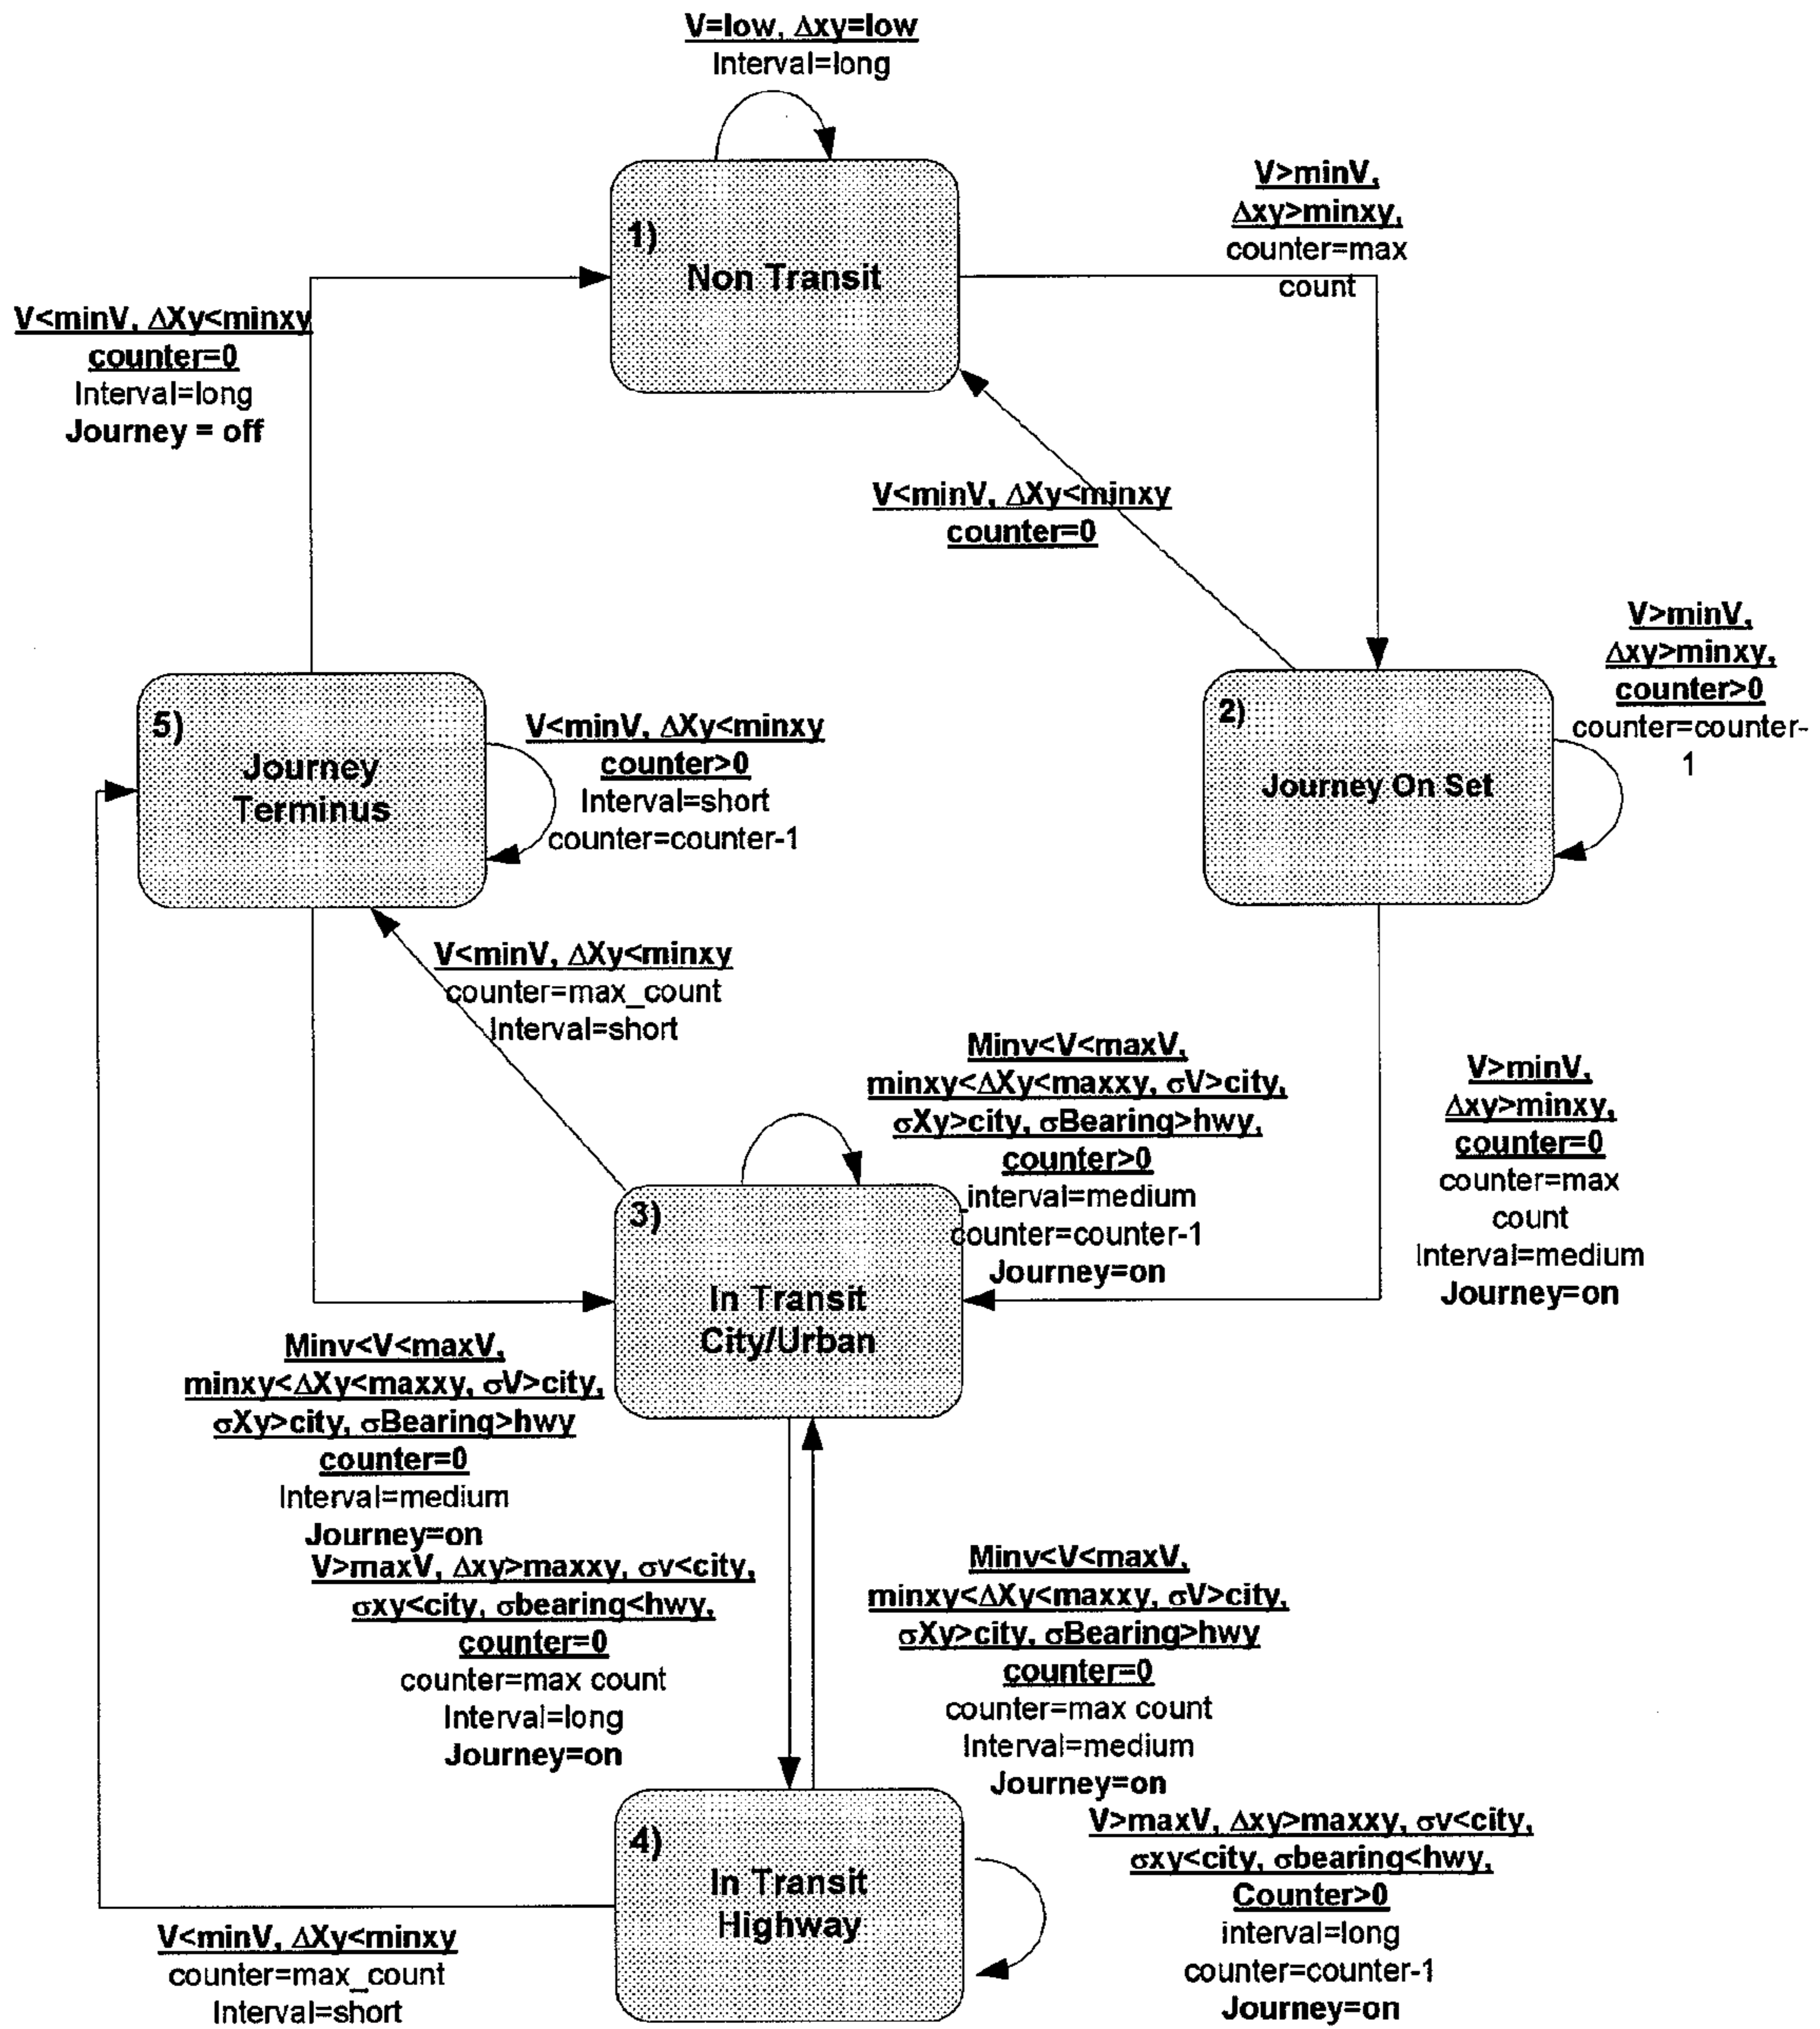 V=low, Δxy=low
Interval=long
V>minV,
Δxy>minxy,
counter=max
count
1)
Non Transit
V<minV, ΔXy<minxy
counter=0
Interval=long
Journey = off
V<minV, ΔXy<minxy
counter=0
V>minV,
Δxy>minxy,
counter>0
counter=counter-
1
5)
Journey
Terminus
V<minV, ΔXy<minxy
counter>0
Interval=short
counter=counter-1
2)
Journey On Set
V<minV, ΔXy<minxy
counter=max_count
Interval=short
Minv<V<maxV,
minxy<ΔXy<maxxy, σV>city,
σXy>city, σBearing>hwy,
counter>0
interval=medium
counter=counter-1
Journey=on
V>minV,
Δxy>minxy,
counter=0
counter=max
count
Interval=medium
Journey=on
3)
In Transit
City/Urban
Minv<V<maxV,
minxy<ΔXy<maxxy, σV>city,
σXy>city, σBearing>hwy
counter=0
Interval=medium
Journey=on
V>maxV, Δxy>maxxy, σv<city,
σxy<city, σbearing<hwy,
counter=0
counter=max count
Interval=long
Journey=on
Minv<V<maxV,
minxy<ΔXy<maxxy, σV>city,
σXy>city, σBearing>hwy
counter=0
counter=max count
Interval=medium
Journey=on
4)
In Transit
Highway
V>maxV, Δxy>maxxy, σv<city,
σxy<city, σbearing<hwy,
Counter>0
interval=long
counter=counter-1
Journey=on
V<minV, ΔXy<minxy
counter=max_count
Interval=short